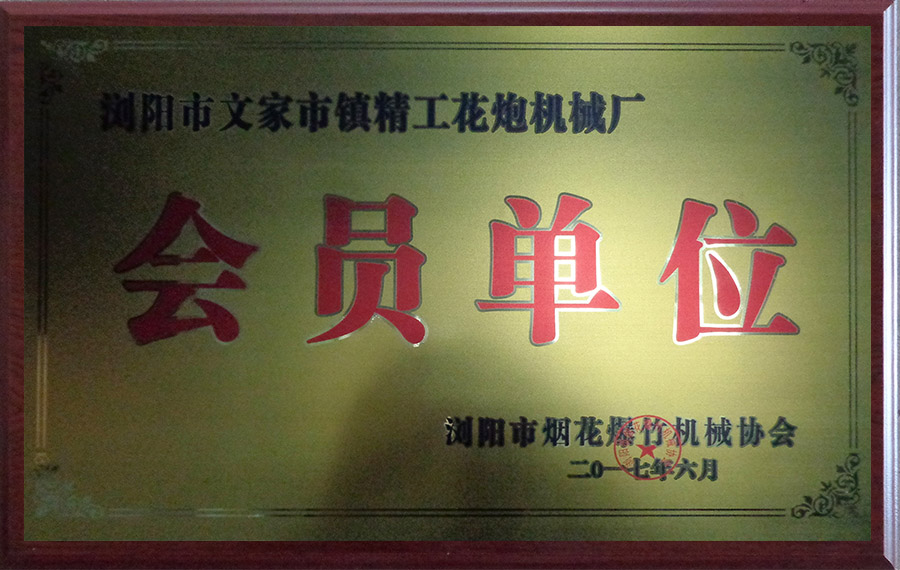 浏阳市文家市镇精工花炮机械厂
会员单位
浏阳市烟花爆竹机械协会
二0一七年六月